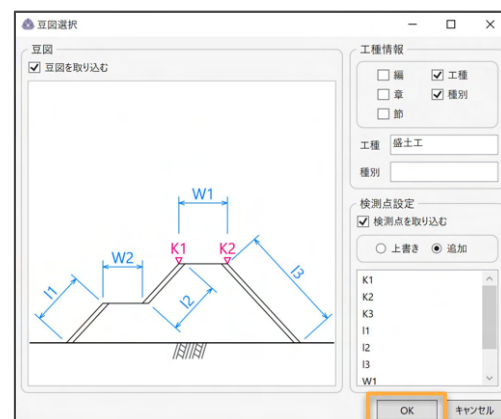 豆図選択
豆図
豆図を取り込む
W1
K1
K2
W2
l1
l2
l3
工種情報
編
工種
章
種別
節
工種
盛土工
種別
検測点設定
検測点を取り込む
上書き
追加
K1
K2
K3
l1
l2
l3
W1
OK
キャンセル